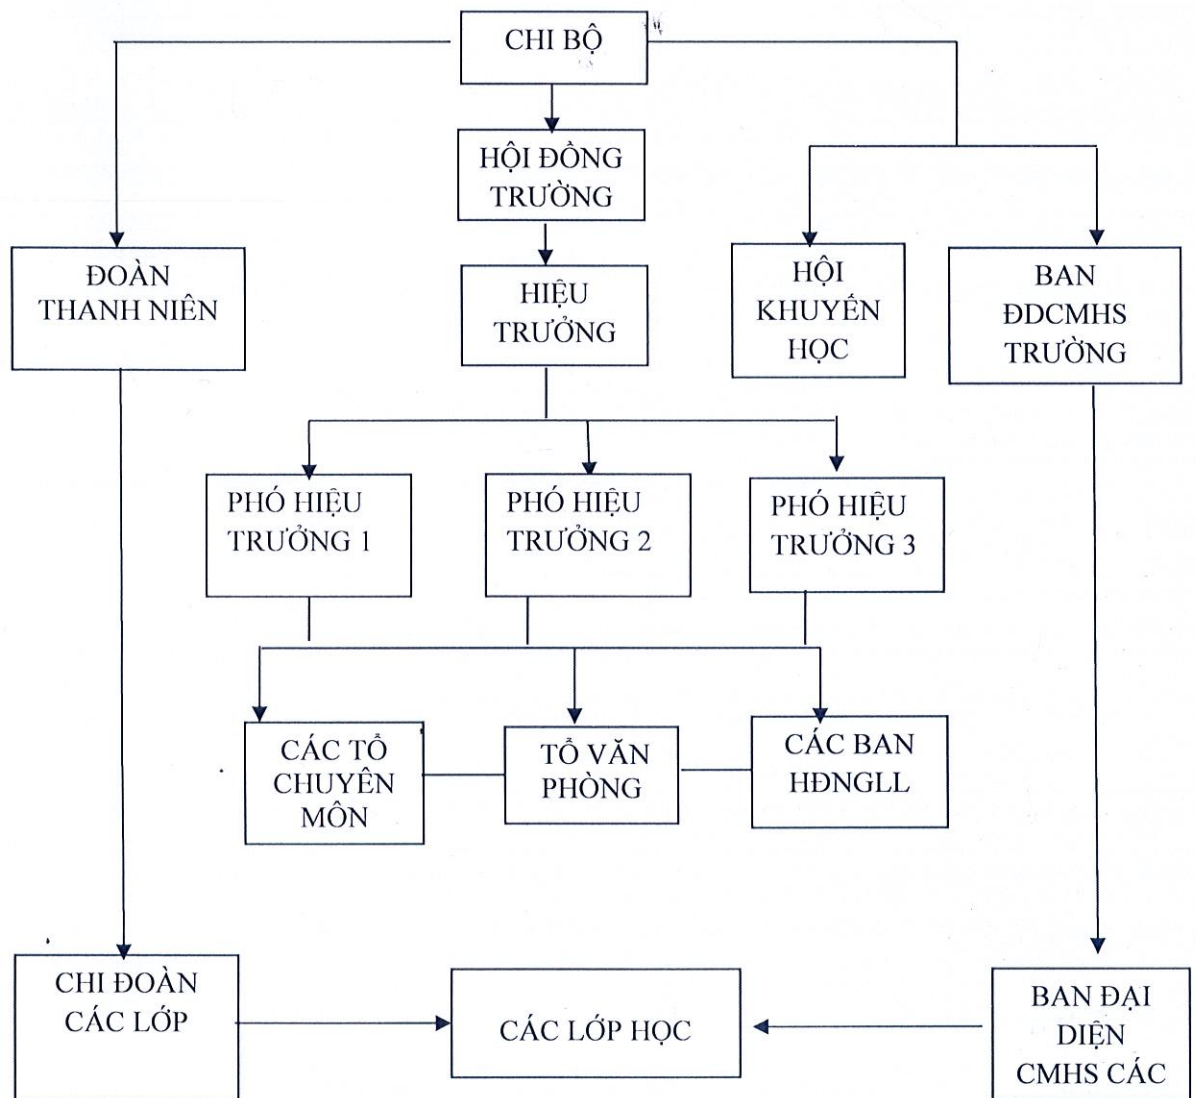 CHI BỘ
HỘI ĐỒNG
TRƯỜNG
ĐOÀN
THANH NIÊN
HIỆU
TRƯỞNG
HỘI
KHUYẾN
HỌC
BAN
ĐDCMHS
TRƯỜNG
PHÓ HIỆU
TRƯỞNG 1
PHÓ HIỆU
TRƯỞNG 2
PHÓ HIỆU
TRƯỞNG 3
CÁC TỔ
CHUYÊN
MÔN
TỔ VĂN
PHÒNG
CÁC BAN
HĐNGLL
CHI ĐOÀN
CÁC LỚP
CÁC LỚP HỌC
BAN ĐẠI
DIỆN
CMHS CÁC